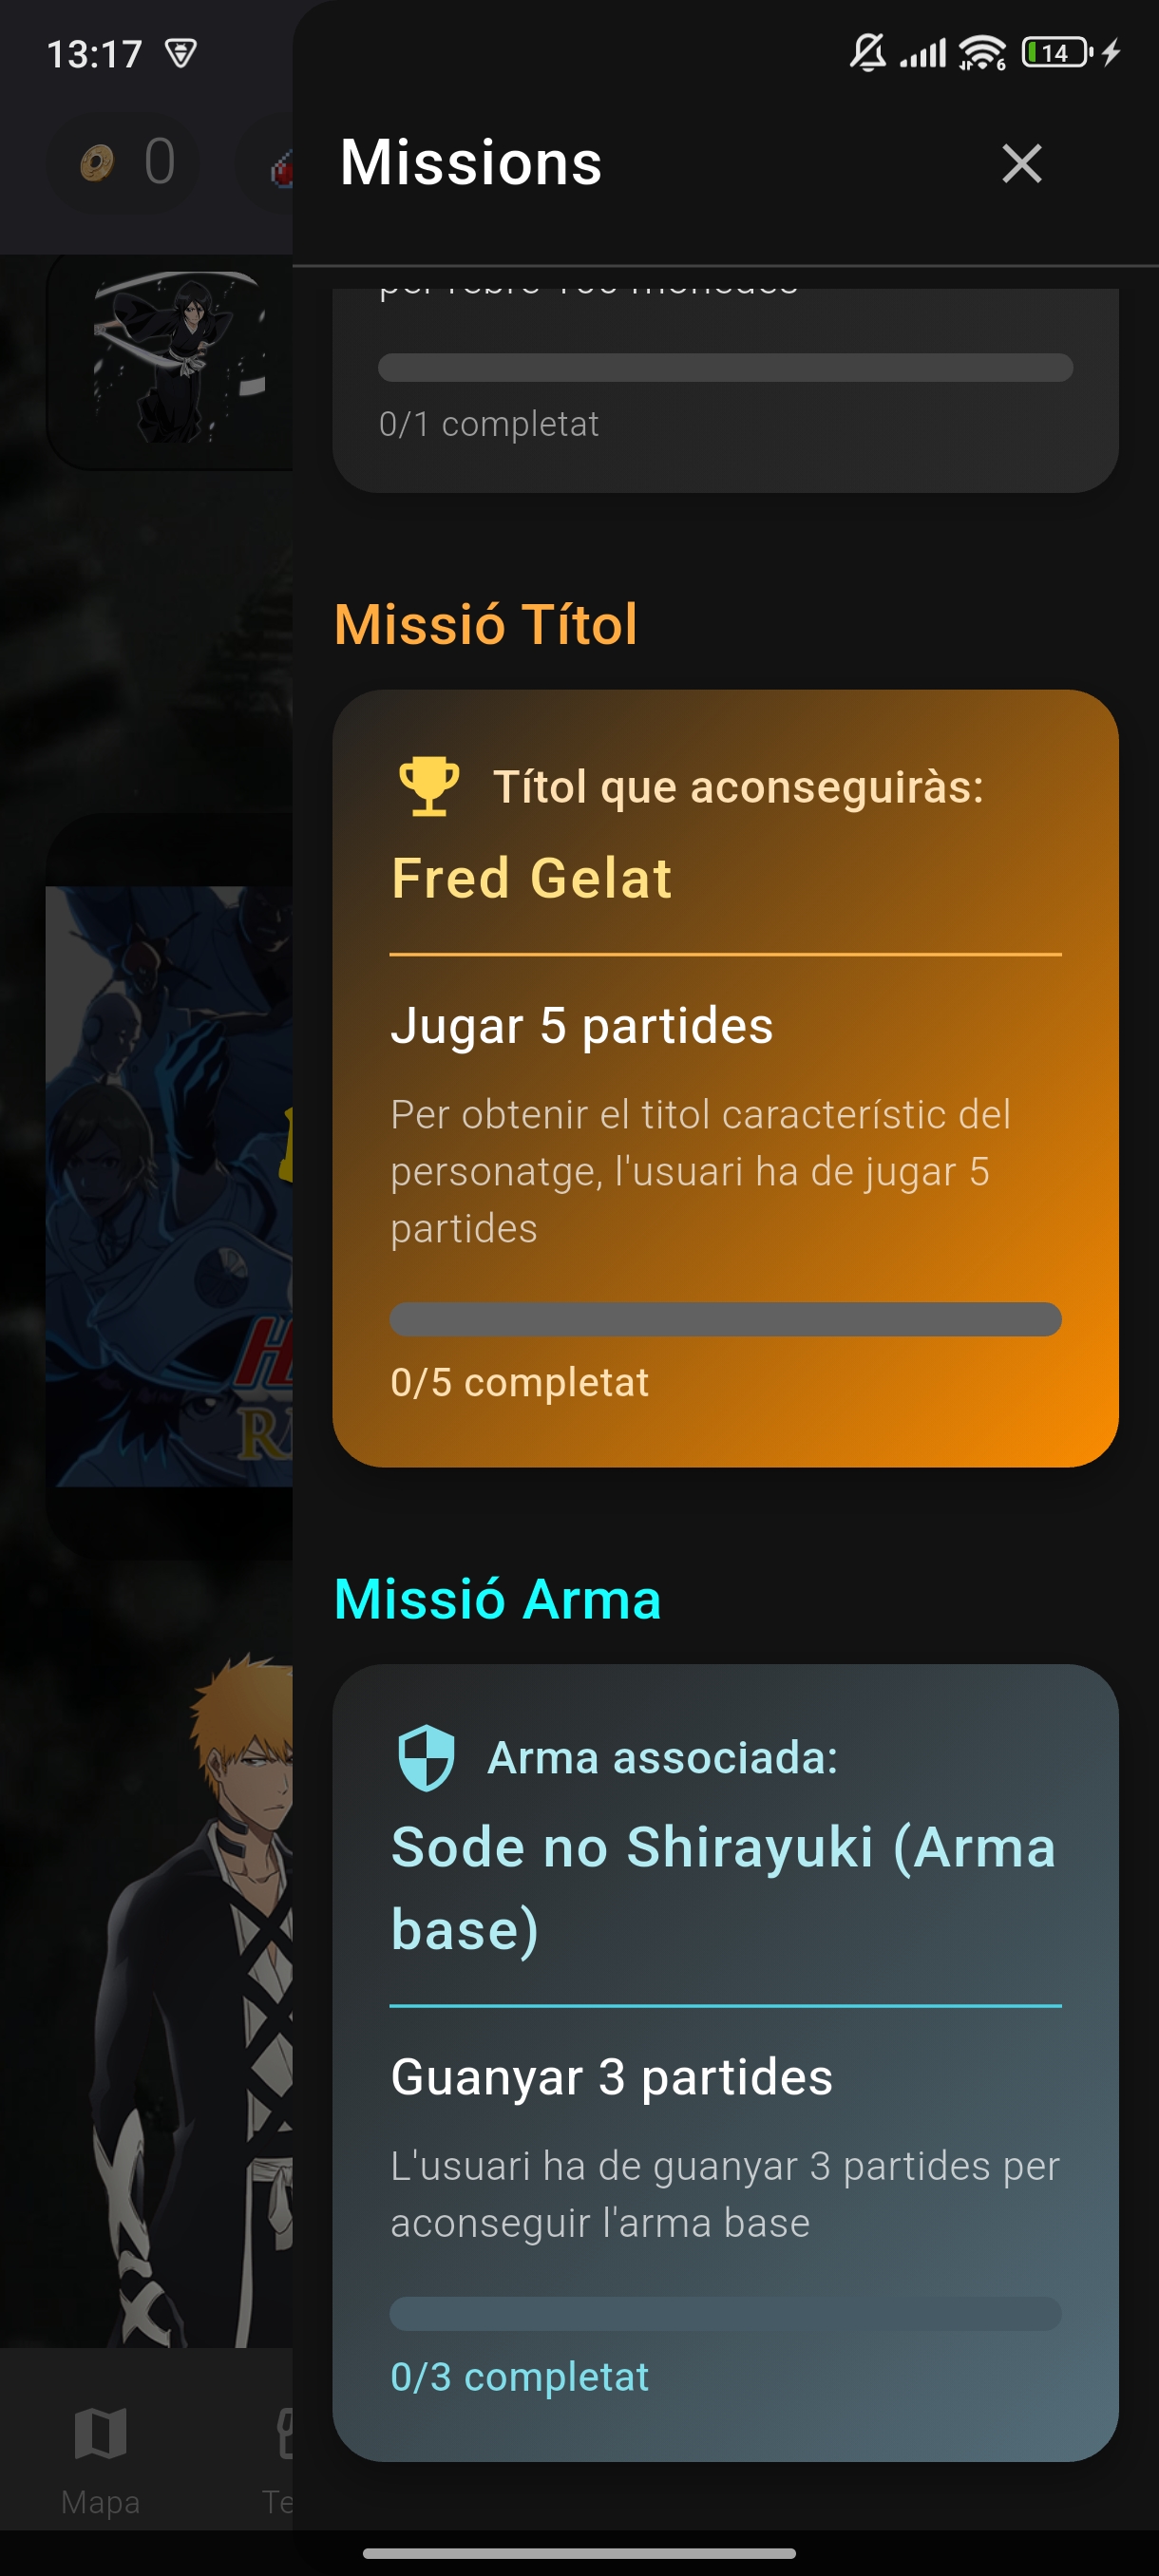 13:17
6
14
0
Missions
0/1 completat
Missió Títol
Títol que aconseguiràs:
Fred Gelat
Jugar 5 partides
Per obtenir el titol característic del
personatge, l'usuari ha de jugar 5
partides
0/5 completat
Missió Arma
Arma associada:
Sode no Shirayuki (Arma
base)
Guanyar 3 partides
L'usuari ha de guanyar 3 partides per
aconseguir l'arma base
0/3 completat
Mapa
Te